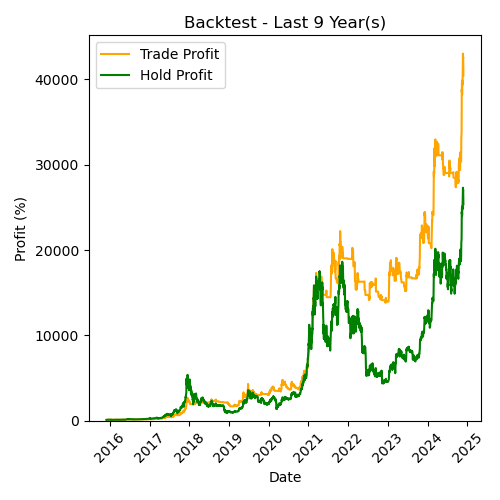 Backtest - Last 9 Year(s)
Trade Profit
Hold Profit
40000
30000
20000
10000
0
Profit (%)
2016 2017 2018 2019 2020 2021 2022 2023 2024 2025
Date